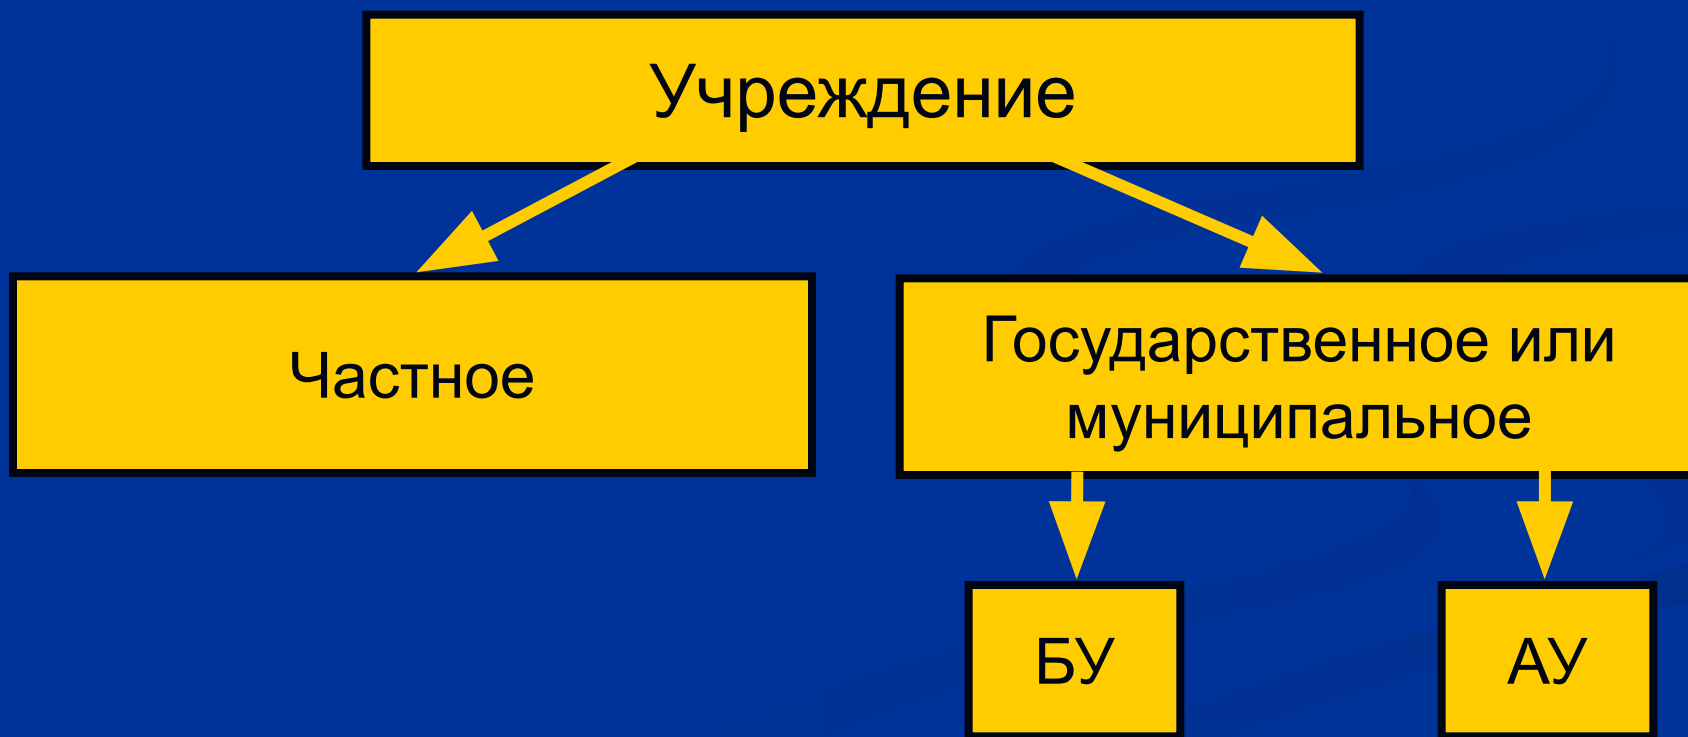 Учреждение
Частное
Государственное или
муниципальное
БУ
АУ